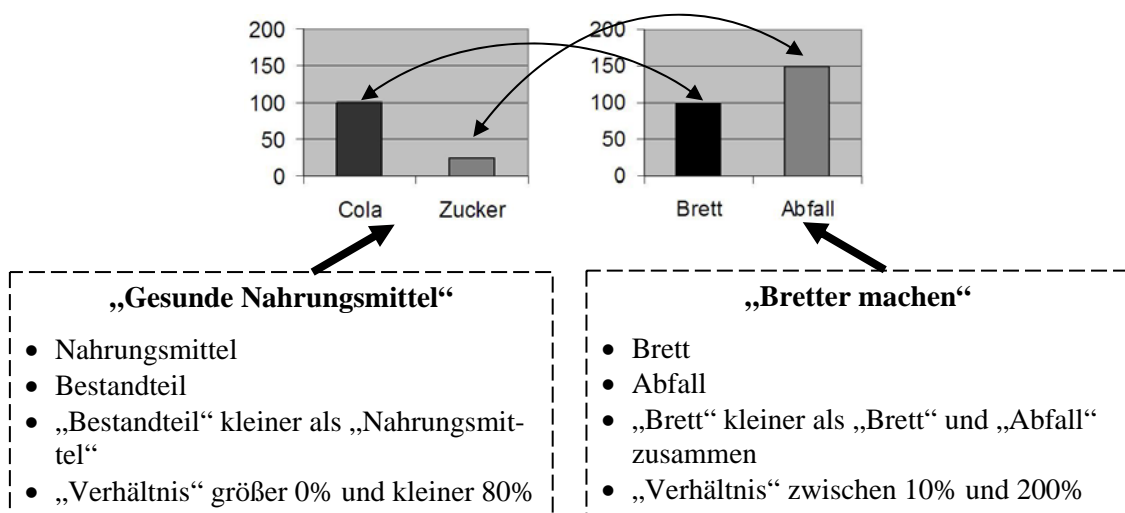 200
150
100
50
0
Cola Zucker
200
150
100
50
0
Brett Abfall
„Gesunde Nahrungsmittel“
• Nahrungsmittel
• Bestandteil
• „Bestandteil“ kleiner als „Nahrungsmit-
tel“
• „Verhältnis“ größer 0% und kleiner 80%
„Bretter machen“
• Brett
• Abfall
• „Brett“ kleiner als „Brett“ und „Abfall“
zusammen
• „Verhältnis“ zwischen 10% und 200%